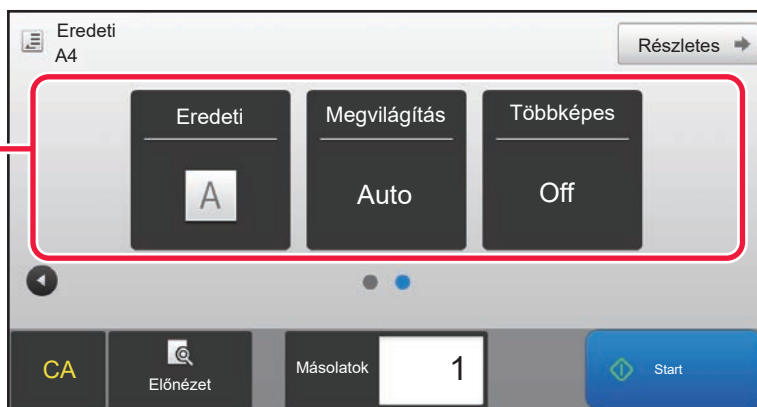 Eredeti
A4
Részletes
Eredeti
Megvilágítás
Többképes
A
Auto
Off
CA
Előnézet
Másolatok
1
Start